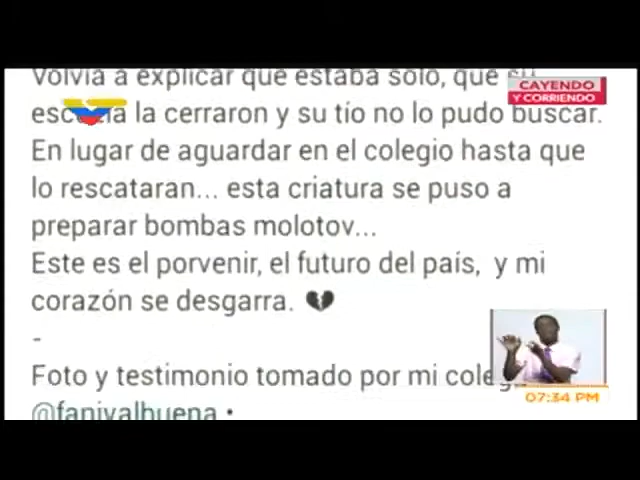 Volvía a explicar que estaba solo, que su
CAYENDO
Y CORRIENDO
escuela la cerraron y su tío no lo pudo buscar.
En lugar de aguardar en el colegio hasta que
lo rescataran... esta criatura se puso a
preparar bombas molotov...
Este es el porvenir, el futuro del país, y mi
corazón se desgarra. 💔
-
Foto y testimonio tomado por mi coleg
@fanivalbuena •
07:34 PM